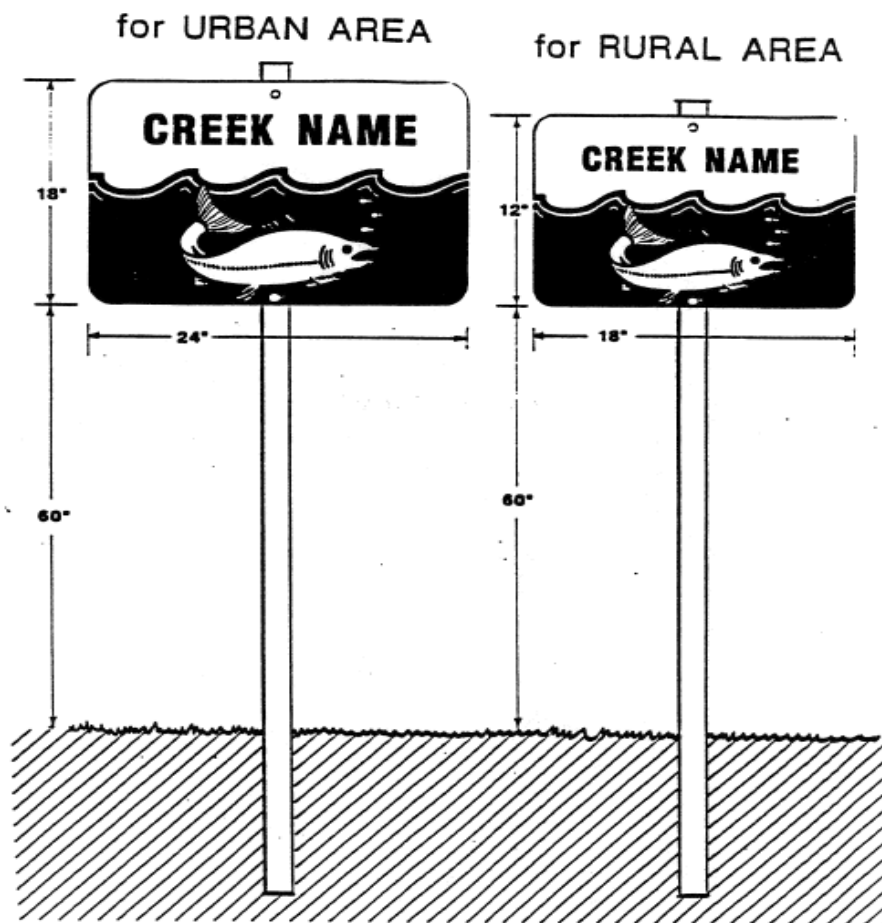 for URBAN AREA
for RURAL AREA
CREEK NAME
CREEK NAME
18"
12"
24"
18"
60"
60"